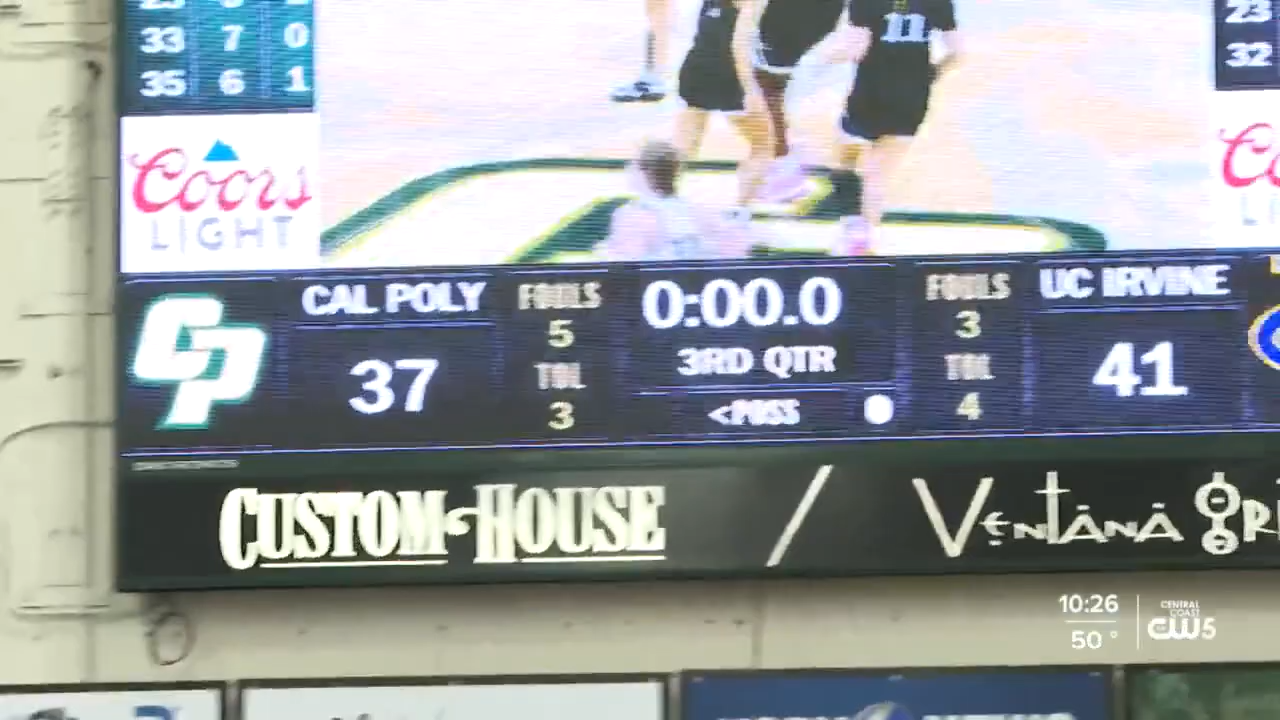 33 7 0
35 6 1
23
32
11
Coors
LIGHT
CP
CAL POLY
37
FOULS
5
TOL
3
0:00.0
3RD QTR
<POSS
FOULS
3
TOL
4
UC IRVINE
41
CUSTOM HOUSE / VENTANA GRI
10:26
50°
CENTRAL
COAST
CW5